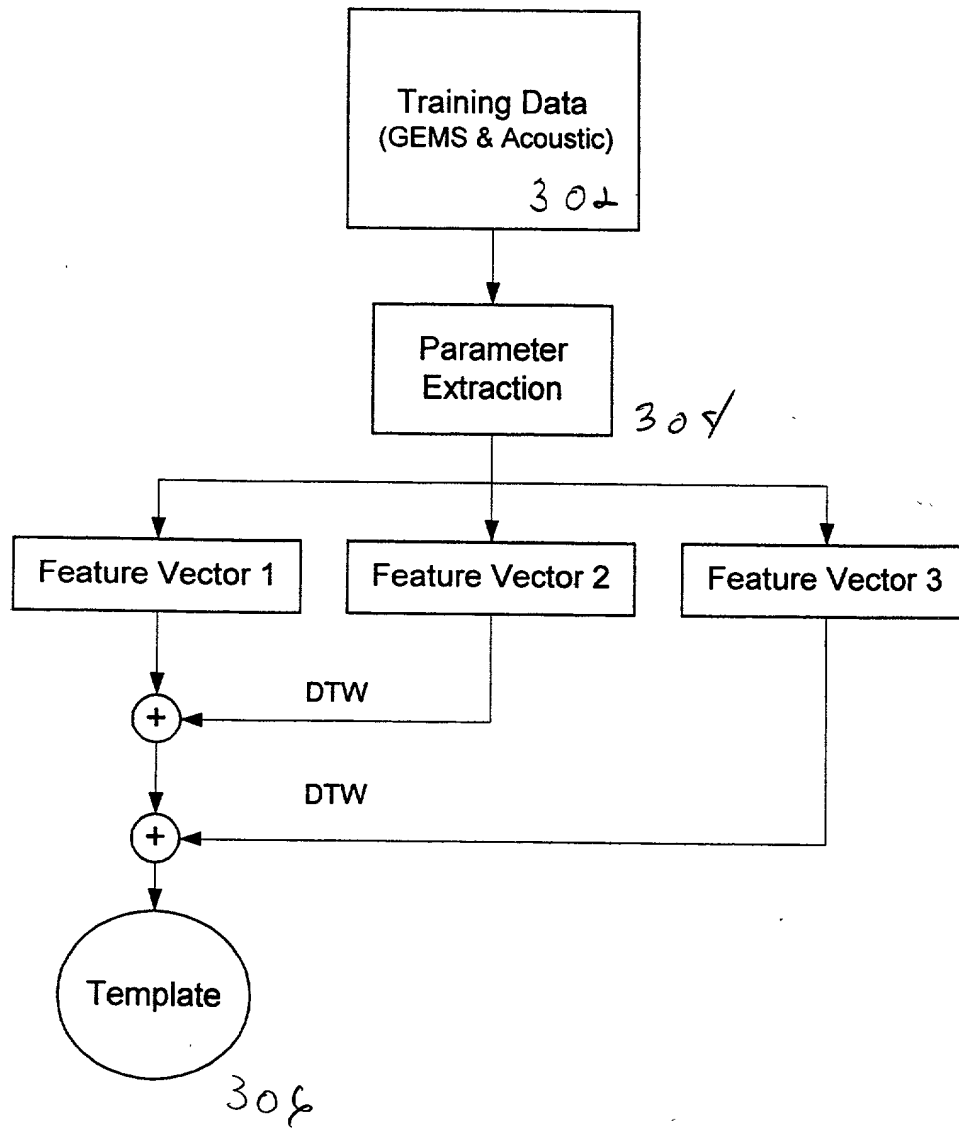 Training Data
(GEMS & Acoustic)
302
Parameter
Extraction
304
Feature Vector 1
Feature Vector 2
Feature Vector 3
DTW
+
DTW
+
Template
306